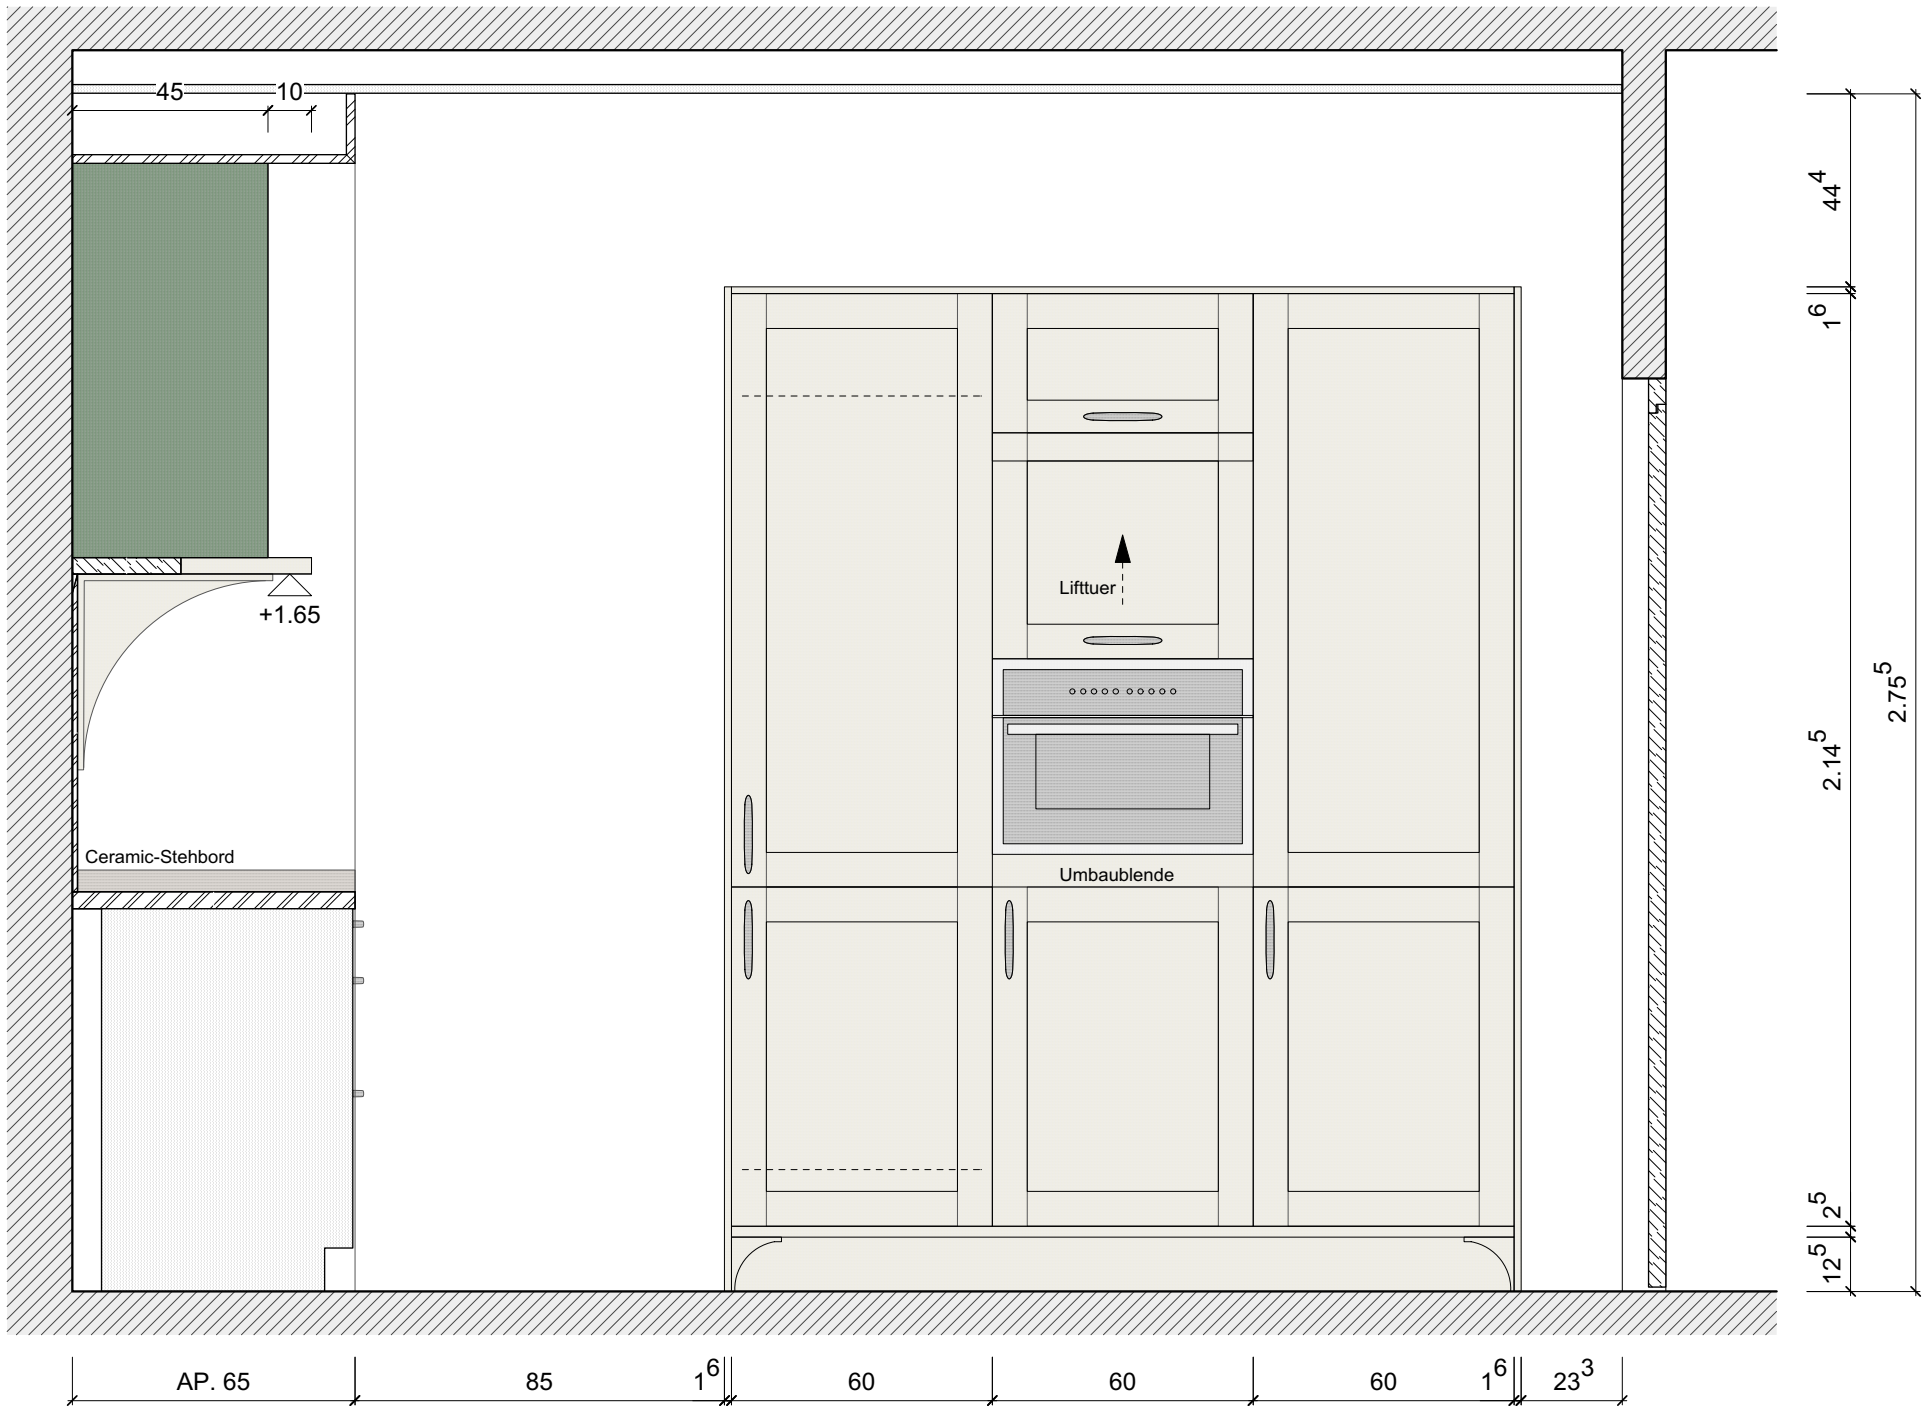 45 10
44⁴
1⁶
+1.65
Lifttuer
2.75⁵
2.14⁵
Ceramic-Stehbord
Umbaublende
2⁵
12⁵
AP. 65 85 1⁶ 60 60 60 1⁶ 23³